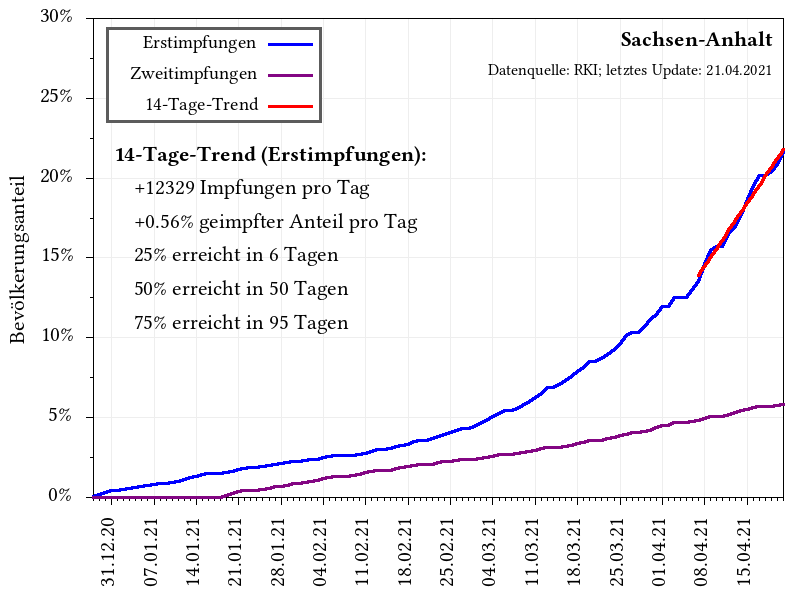 30%
25%
20%
15%
10%
5%
0%
Bevölkerungsanteil
Erstimpfungen
Zweitimpfungen
14-Tage-Trend
Sachsen-Anhalt
Datenquelle: RKI; letztes Update: 21.04.2021
14-Tage-Trend (Erstimpfungen):
+12329 Impfungen pro Tag
+0.56% geimpfter Anteil pro Tag
25% erreicht in 6 Tagen
50% erreicht in 50 Tagen
75% erreicht in 95 Tagen
31.12.20
07.01.21
14.01.21
21.01.21
28.01.21
04.02.21
11.02.21
18.02.21
25.02.21
04.03.21
11.03.21
18.03.21
25.03.21
01.04.21
08.04.21
15.04.21